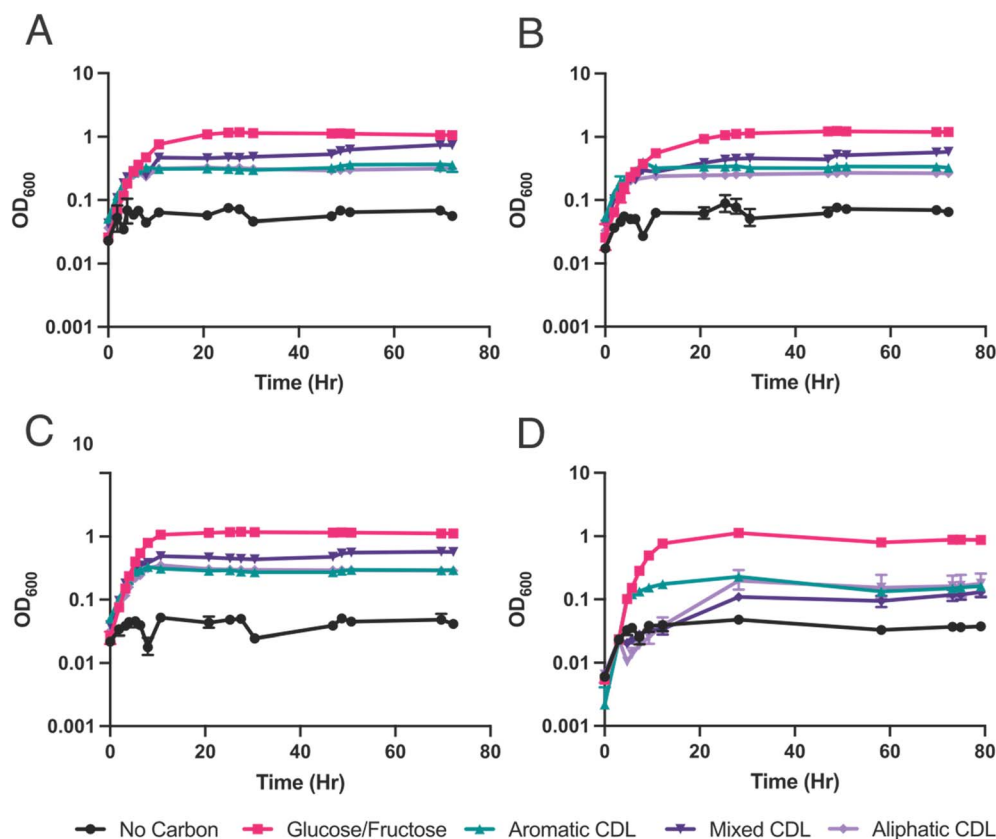 A
B
OD600
10
1
0.1
0.01
0.001
0 20 40 60 80
Time (Hr)
OD600
10
1
0.1
0.01
0.001
0 20 40 60 80
Time (Hr)
C
D
OD600
10
1
0.1
0.01
0.001
0 20 40 60 80
Time (Hr)
OD600
10
1
0.1
0.01
0.001
0 20 40 60 80
Time (Hr)
No Carbon Glucose/Fructose Aromatic CDL Mixed CDL Aliphatic CDL